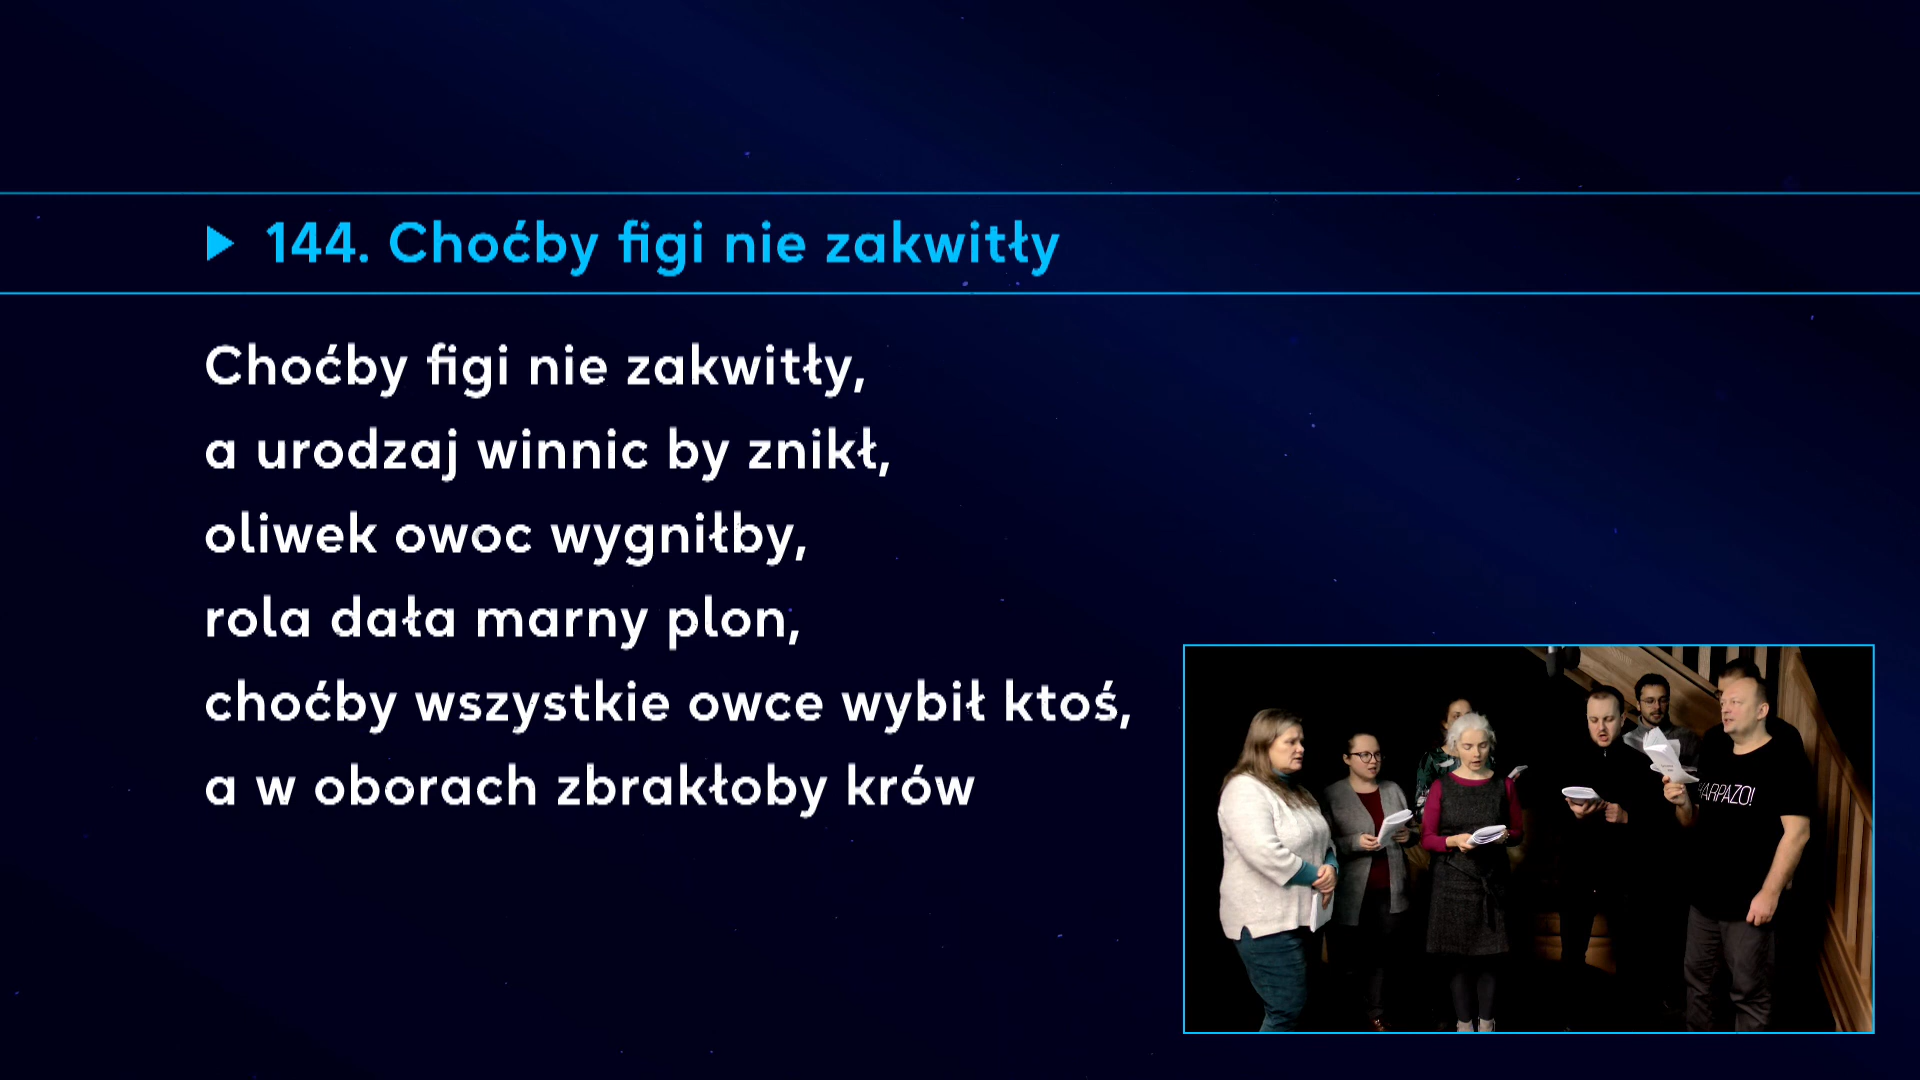 144. Choćby figi nie zakwitły
Choćby figi nie zakwitły,
a urodzaj winnic by znikł,
oliwek owoc wygniłby,
rola dała marny plon,
choćby wszystkie owce wybił ktoś,
a w oborach zbrakłoby krów
HARPAZO!